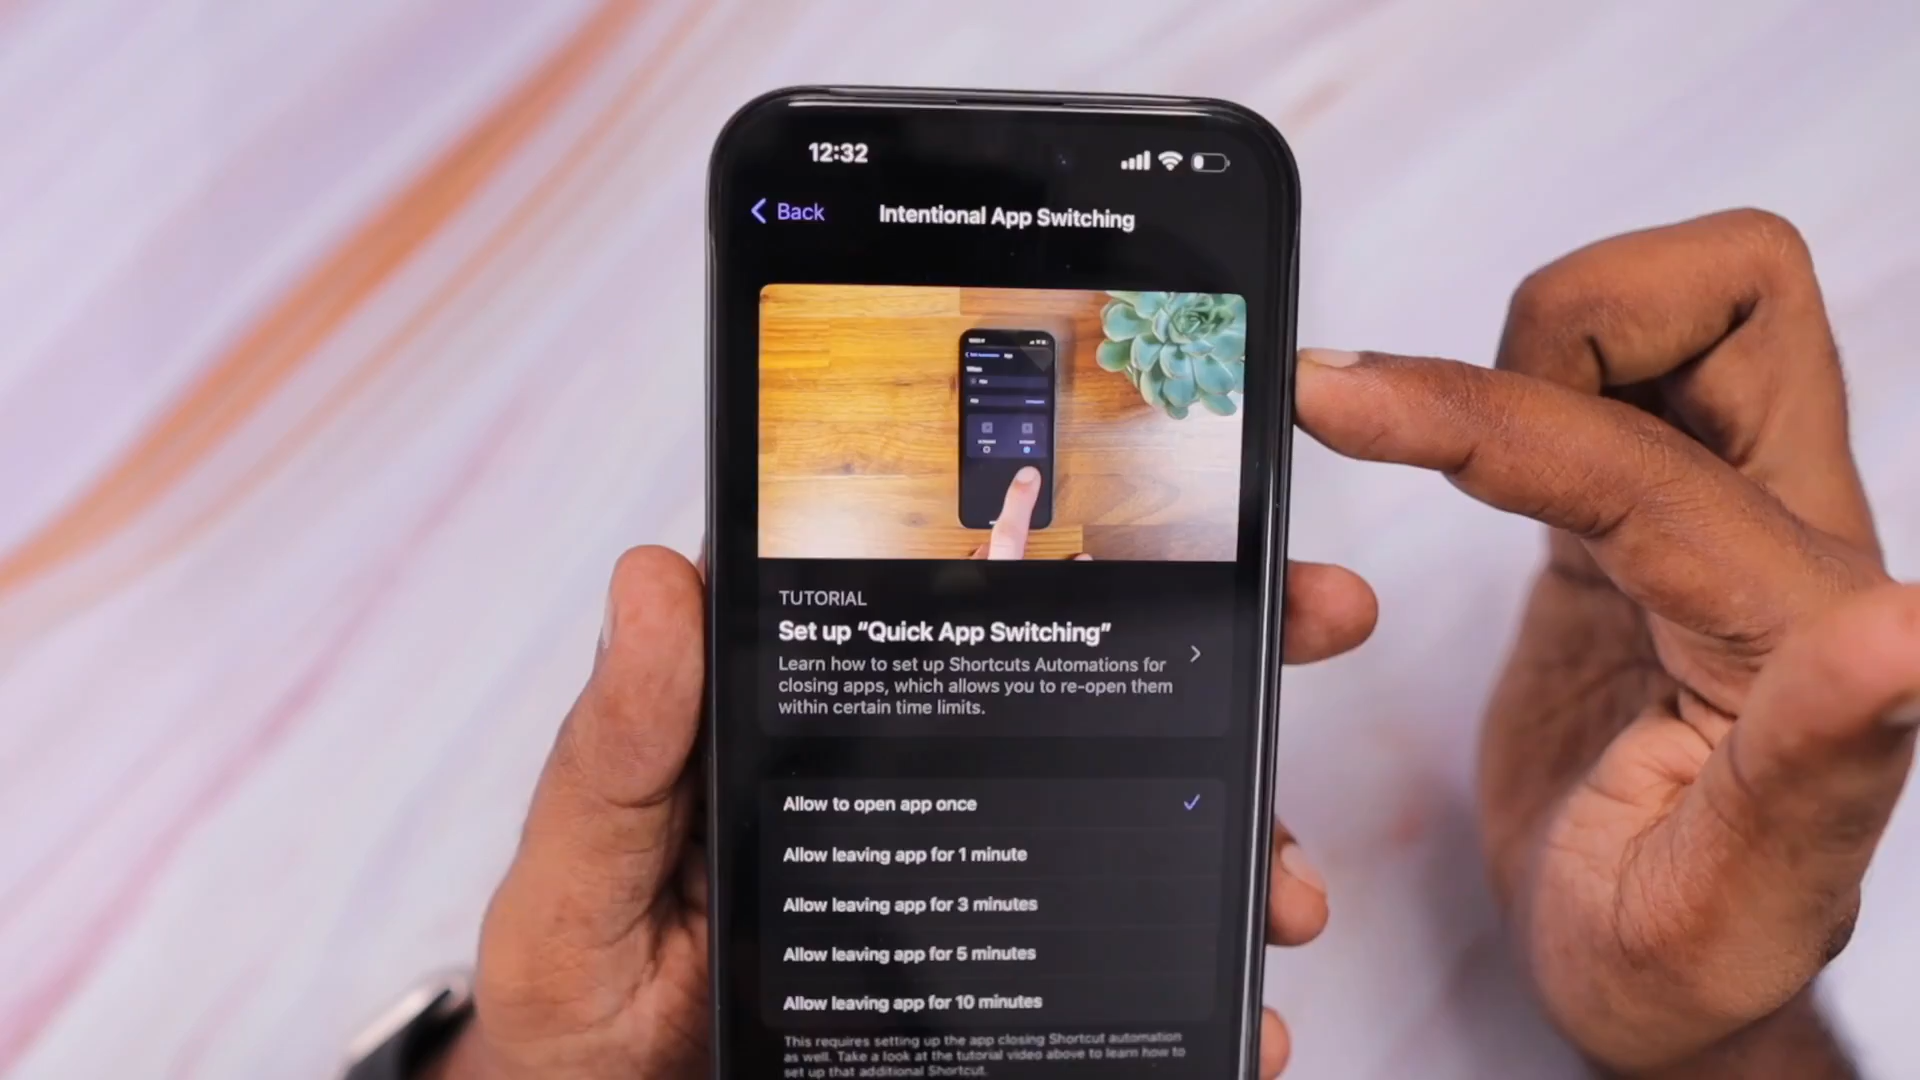 12:32
Back
Intentional App Switching
TUTORIAL
Set up “Quick App Switching”
Learn how to set up Shortcuts Automations for
closing apps, which allows you to re-open them
within certain time limits.
Allow to open app once
Allow leaving app for 1 minute
Allow leaving app for 3 minutes
Allow leaving app for 5 minutes
Allow leaving app for 10 minutes
This requires setting up the app closing Shortcut automation
as well. Take a look at the tutorial video above to learn how to
set up that additional Shortcut.